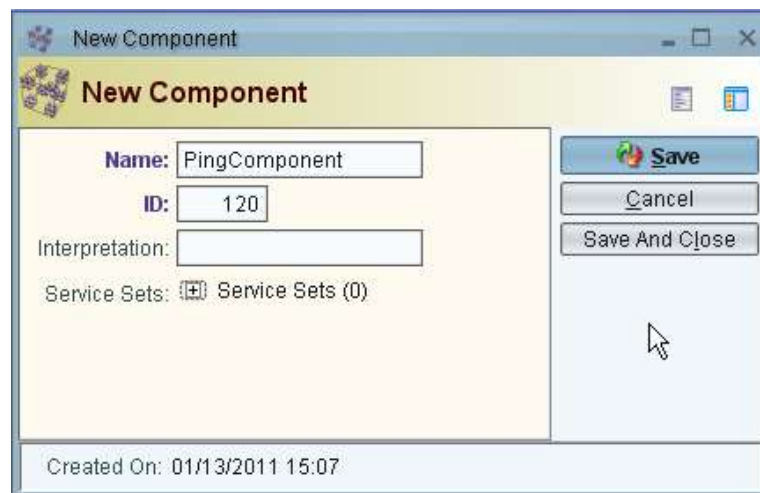 New Component
New Component
Name: PingComponent
ID: 120
Interpretation:
Service Sets: Service Sets (0)
Save
Cancel
Save And Close
Created On: 01/13/2011 15:07